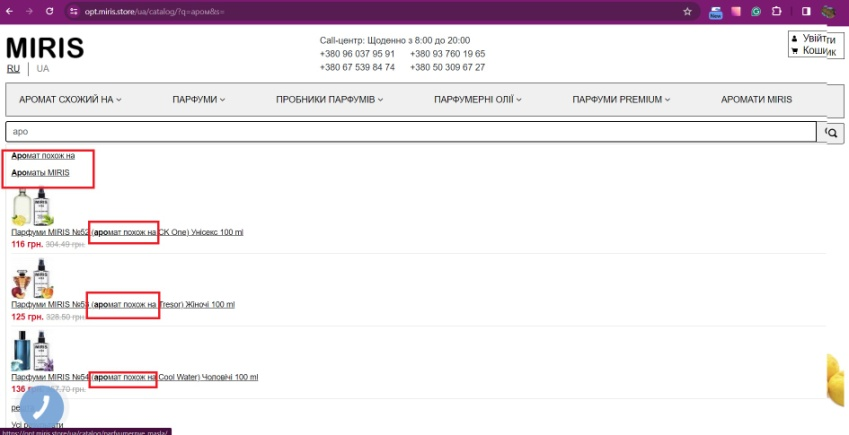 opt.miris.store/ua/catalog/?q=аром&s=
MIRIS
RU | UA
Call-центр: Щоденно з 8:00 до 20:00
+380 96 037 95 91 +380 93 760 19 65
+380 67 539 84 74 +380 50 309 67 27
Увійти
Кошик
АРОМАТ СХОЖИЙ НА ПАРФУМИ ПРОБНИКИ ПАРФУМІВ ПАРФУМЕРНІ ОЛІЇ ПАРФУМИ PREMIUM АРОМАТИ MIRIS
аро
Аромат похож на
Ароматы MIRIS
Парфуми MIRIS №52 (аромат похож на CK One) Унісекс 100 ml
116 грн. 304.49 грн.
Парфуми MIRIS №53 (аромат похож на Tresor) Жіночі 100 ml
125 грн. 328.50 грн.
Парфуми MIRIS №54 (аромат похож на Cool Water) Чоловічі 100 ml
136 грн.
Усі
https://opt.miris.store/ua/catalog/perfyumernye_masla/